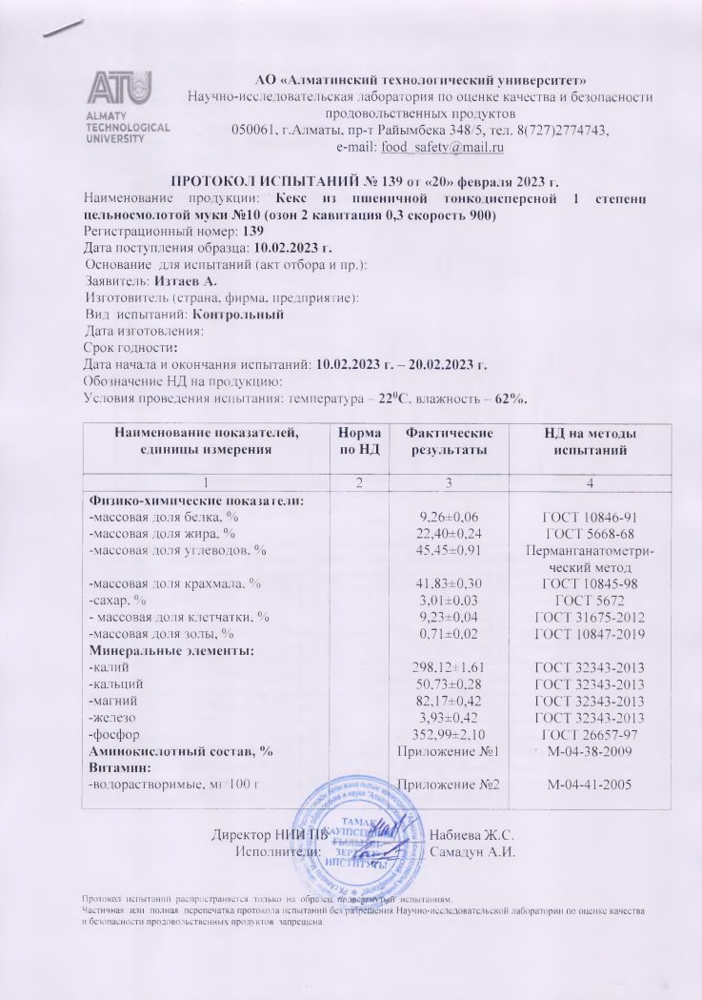 ATU
ALMATY
TECHNOLOGICAL
UNIVERSITY
АО «Алматинский технологический университет»
Научно-исследовательская лаборатория по оценке качества и безопасности
продовольственных продуктов
050061, г.Алматы, пр-т Райымбека 348/5, тел. 8(727)2774743,
e-mail: food_safety@mail.ru
ПРОТОКОЛ ИСПЫТАНИЙ № 139 от «20» февраля 2023 г.
Наименование продукции: Кекс из пшеничной тонкодисперсной 1 степени
цельносмолотой муки №10 (озон 2 кавитация 0,3 скорость 900)
Регистрационный номер: 139
Дата поступления образца: 10.02.2023 г.
Основание для испытаний (акт отбора и пр.):
Заявитель: Изтаев А.
Изготовитель (страна, фирма, предприятие):
Вид испытаний: Контрольный
Дата изготовления:
Срок годности:
Дата начала и окончания испытаний: 10.02.2023 г. – 20.02.2023 г.
Обозначение НД на продукцию:
Условия проведения испытания: температура – 22⁰С, влажность – 62%.
Наименование показателей, Норма Фактические НД на методы
единицы измерения по НД результаты испытаний
1 2 3 4
Физико-химические показатели:
-массовая доля белка, % 9,26±0,06 ГОСТ 10846-91
-массовая доля жира, % 22,40±0,24 ГОСТ 5668-68
-массовая доля углеводов, % 45,45±0.91 Перманганатометри-
ческий метод
-массовая доля крахмала, % 41,83±0,30 ГОСТ 10845-98
-сахар, % 3,01±0,03 ГОСТ 5672
- массовая доля клетчатки, % 9,23±0,04 ГОСТ 31675-2012
-массовая доля золы, % 0,71±0,02 ГОСТ 10847-2019
Минеральные элементы:
-калий 298,12±1,61 ГОСТ 32343-2013
-кальций 50,73±0,28 ГОСТ 32343-2013
-магний 82,17±0,42 ГОСТ 32343-2013
-железо 3,93±0,42 ГОСТ 32343-2013
-фосфор 352,99±2,10 ГОСТ 26657-97
Аминокислотный состав, % Приложение №1 М-04-38-2009
Витамин:
-водорастворимые, мг/100 г Приложение №2 М-04-41-2005
Директор НИИ ПБ Набиева Ж.С.
Исполнители: Самадун А.И.
ТАМАҚ
ҒЫЛЫМИ-
ЗЕРТТЕУ
ИНСТИТУТЫ
Протокол испытаний распространяется только на образец, подвергнутый испытаниям.
Частичная или полная перепечатка протокола испытаний без разрешения Научно-исследовательской лаборатории по оценке качества
и безопасности продовольственных продуктов запрещена.